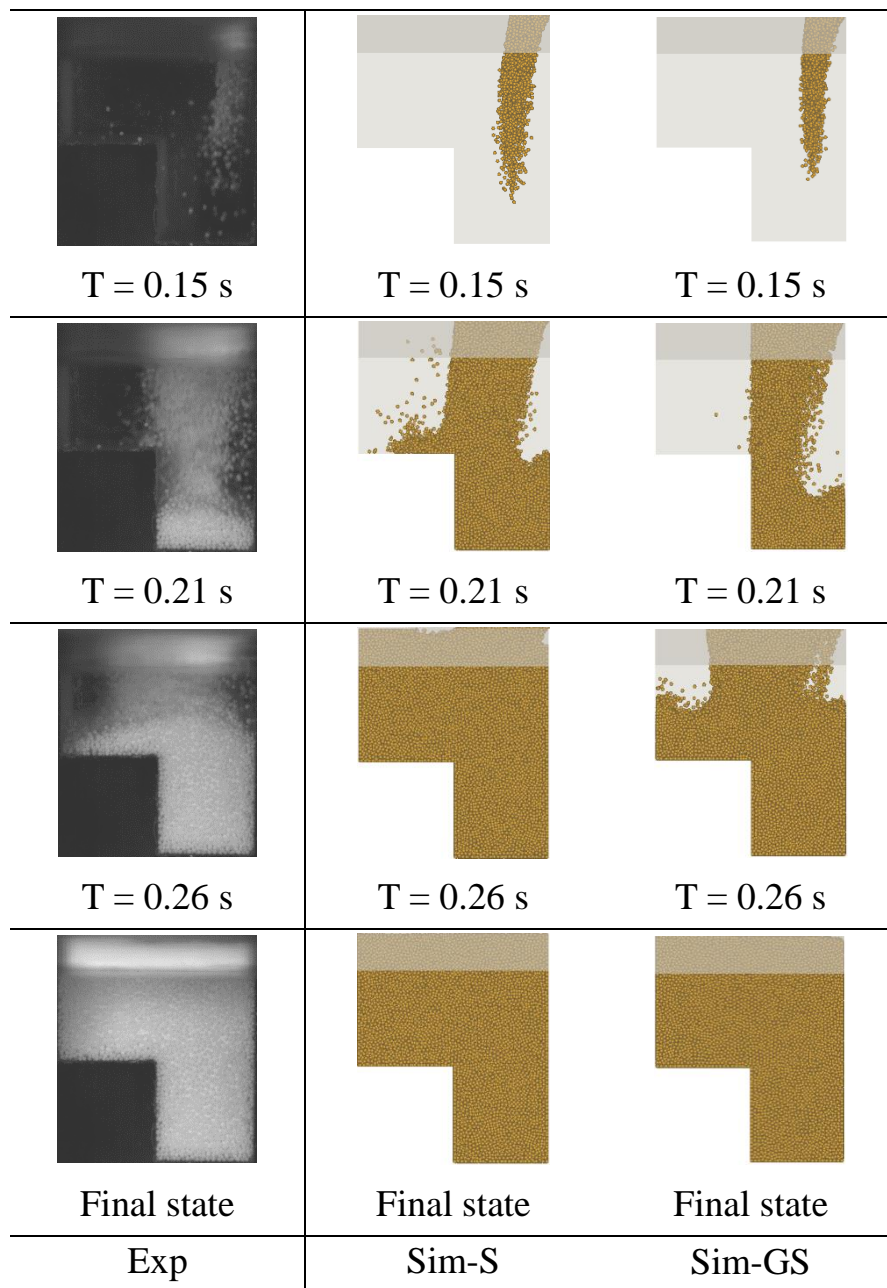 T = 0.15 s T = 0.15 s T = 0.15 s
T = 0.21 s T = 0.21 s T = 0.21 s
T = 0.26 s T = 0.26 s T = 0.26 s
Final state Final state Final state
Exp Sim-S Sim-GS